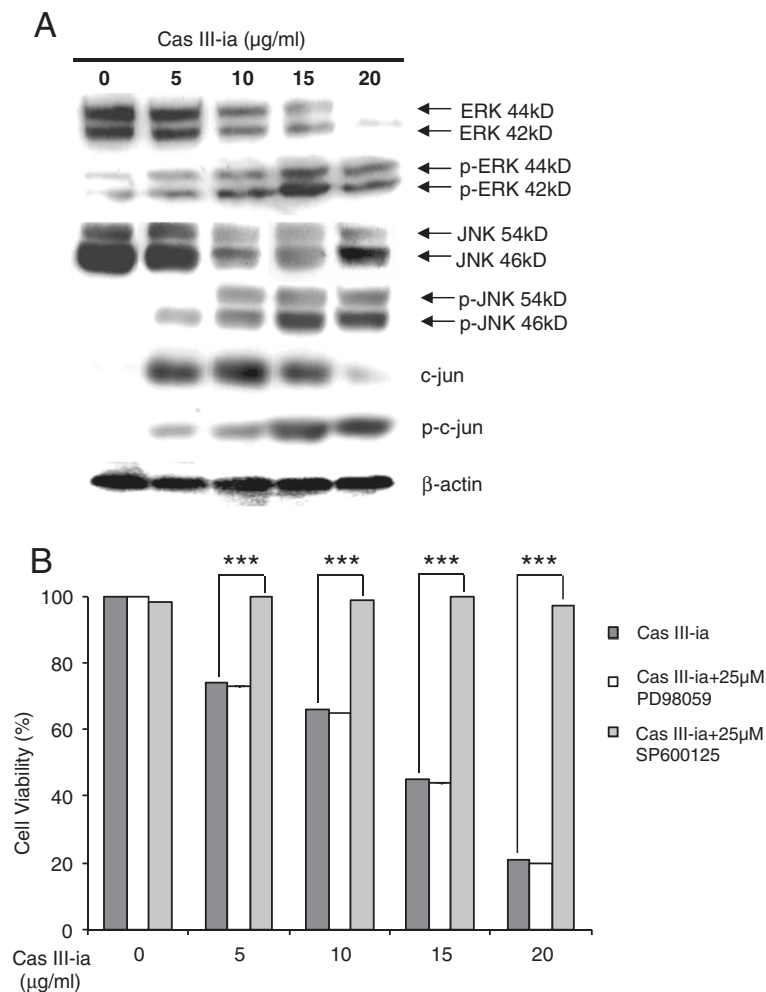 A
Cas III-ia (µg/ml)
0 5 10 15 20
ERK 44kD
ERK 42kD
p-ERK 44kD
p-ERK 42kD
JNK 54kD
JNK 46kD
p-JNK 54kD
p-JNK 46kD
c-jun
p-c-jun
β-actin
B
*** *** *** ***
100
80
60
40
20
0
Cell Viability (%)
Cas III-ia
Cas III-ia+25µM
PD98059
Cas III-ia+25µM
SP600125
0 5 10 15 20
Cas III-ia
(µg/ml)